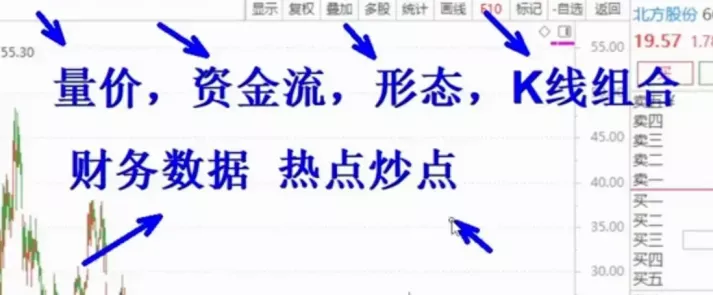 显示 复权 叠加 多股 统计 画线 F10 标记 -自选 返回
北方股份 60
19.57 1.78
55.30
55.00
量价，资金流，形态，K线组合
财务数据 热点炒点
45.00
40.00
35.00
30.00
卖五
卖四
卖三
卖二
卖一
买一
买二
买三
买四
买五